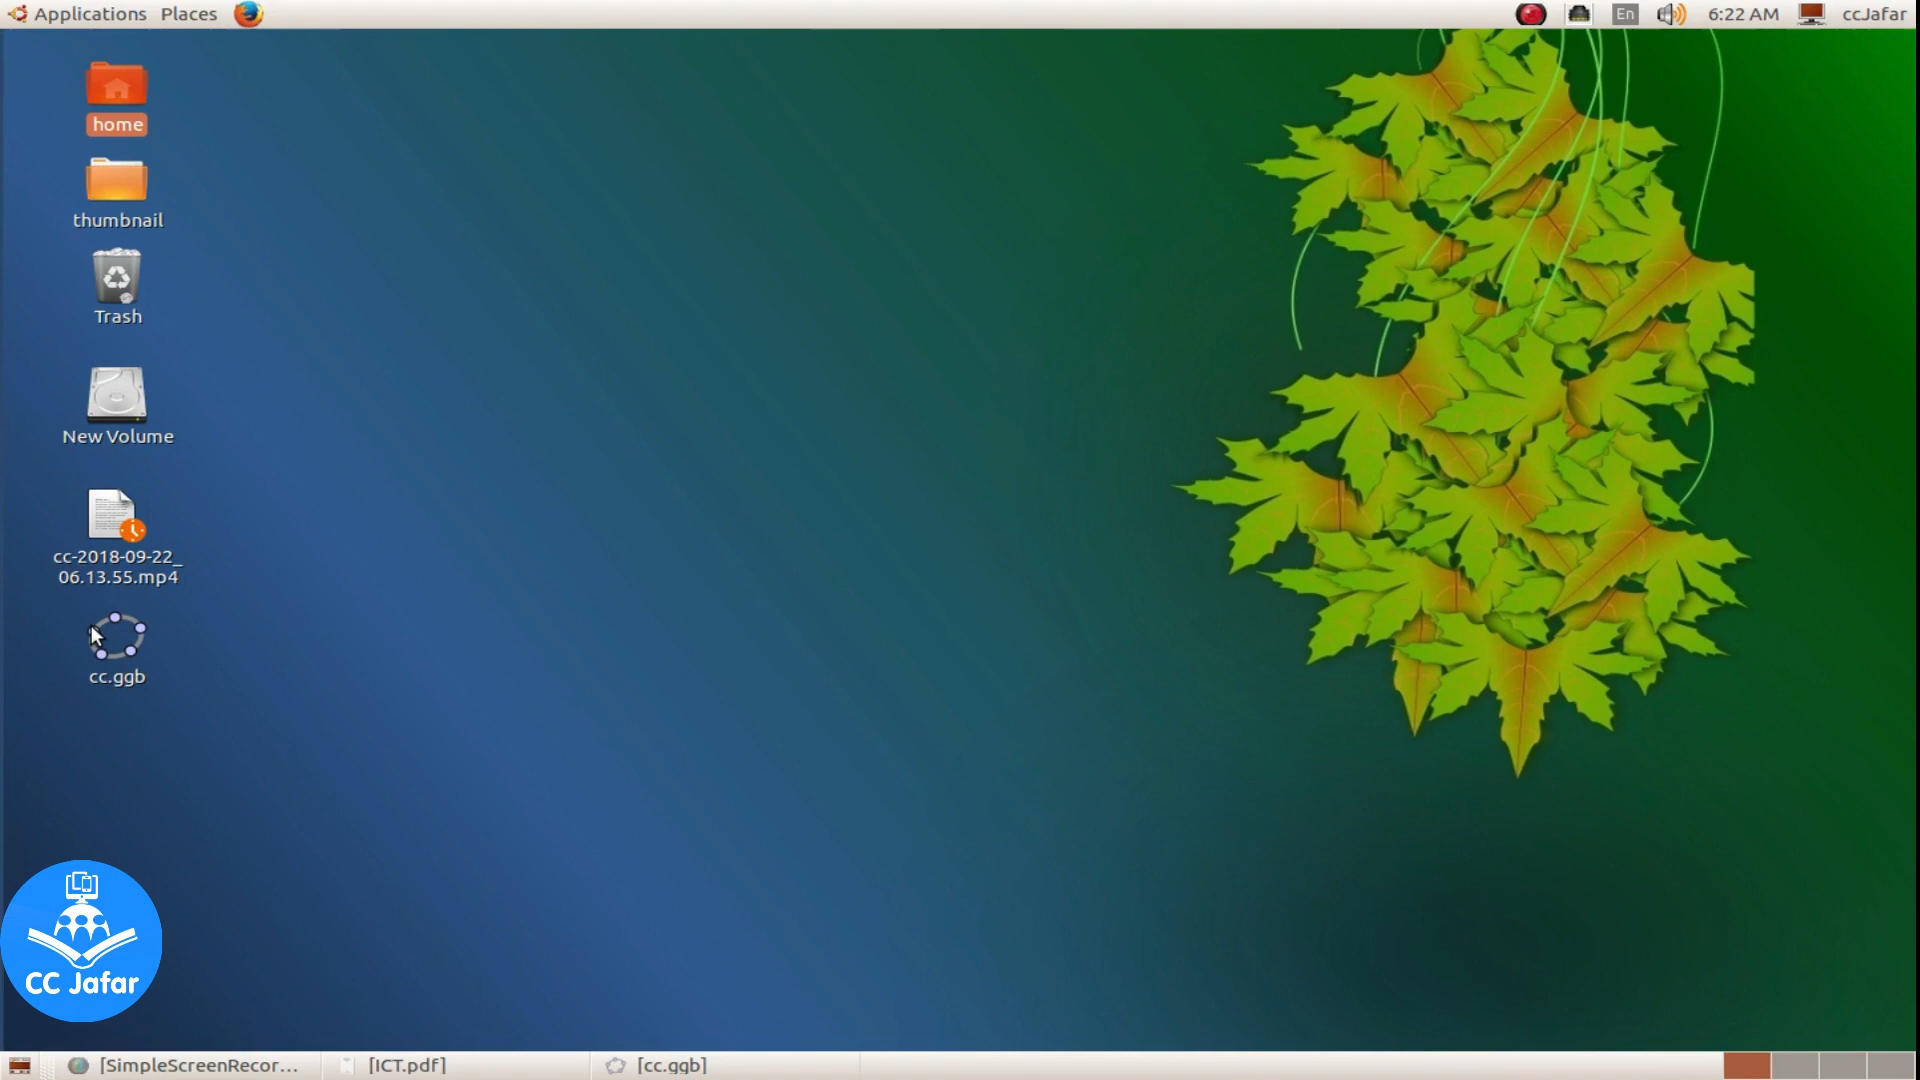 Applications Places
En
6:22 AM
ccJafar
home
thumbnail
Trash
New Volume
cc-2018-09-22_
06.13.55.mp4
cc.ggb
CC Jafar
[SimpleScreenRecor...
[ICT.pdf]
[cc.ggb]